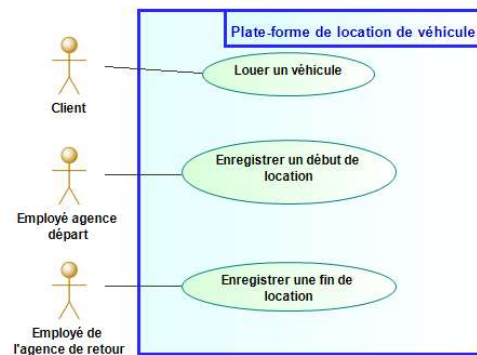 Plate-forme de location de véhicule
Louer un véhicule
Client
Enregistrer un début de
location
Employé agence
départ
Enregistrer une fin de
location
Employé de
l'agence de retour